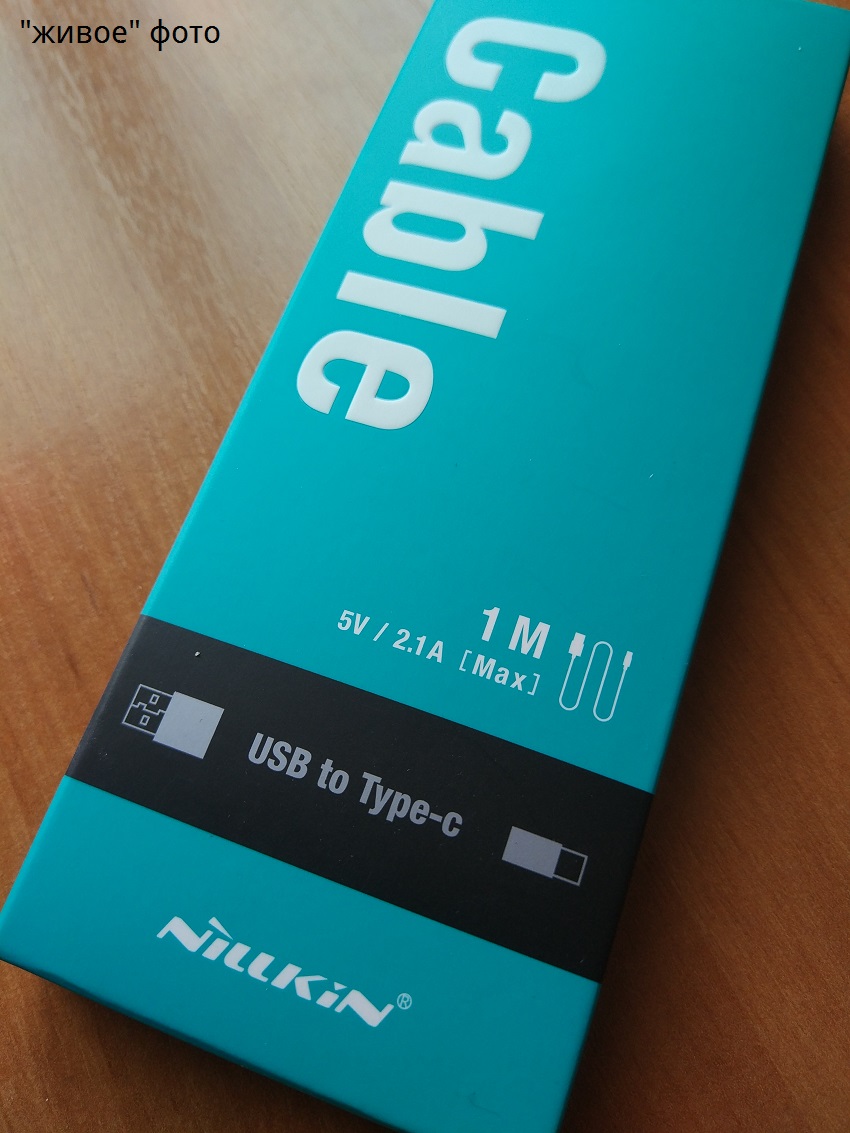 "живое" фото
Cable
1 M
5V / 2.1A [Max]
USB to Type-c
NiLLKiN®